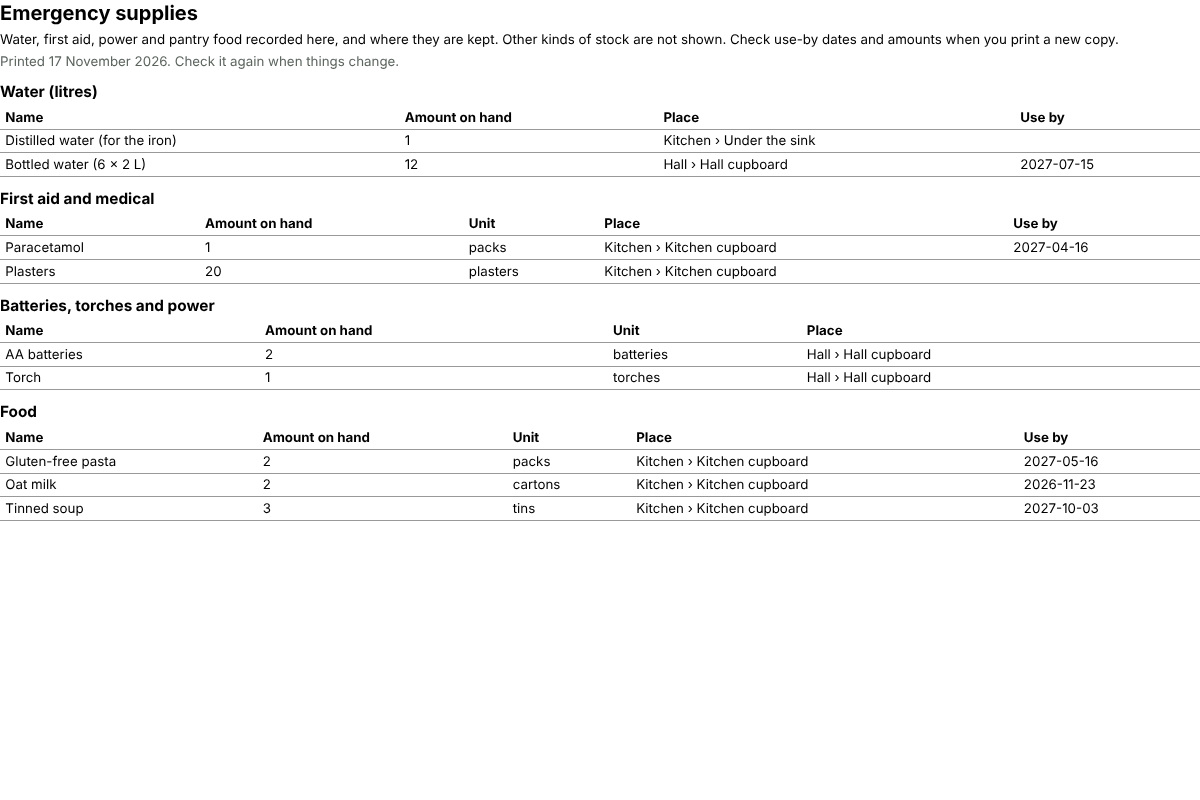 Emergency supplies
Water, first aid, power and pantry food recorded here, and where they are kept. Other kinds of stock are not shown. Check use-by dates and amounts when you print a new copy.
Printed 17 November 2026. Check it again when things change.
Water (litres)
Name Amount on hand Place Use by
Distilled water (for the iron) 1 Kitchen › Under the sink
Bottled water (6 × 2 L) 12 Hall › Hall cupboard 2027-07-15
First aid and medical
Name Amount on hand Unit Place Use by
Paracetamol 1 packs Kitchen › Kitchen cupboard 2027-04-16
Plasters 20 plasters Kitchen › Kitchen cupboard
Batteries, torches and power
Name Amount on hand Unit Place
AA batteries 2 batteries Hall › Hall cupboard
Torch 1 torches Hall › Hall cupboard
Food
Name Amount on hand Unit Place Use by
Gluten-free pasta 2 packs Kitchen › Kitchen cupboard 2027-05-16
Oat milk 2 cartons Kitchen › Kitchen cupboard 2026-11-23
Tinned soup 3 tins Kitchen › Kitchen cupboard 2027-10-03